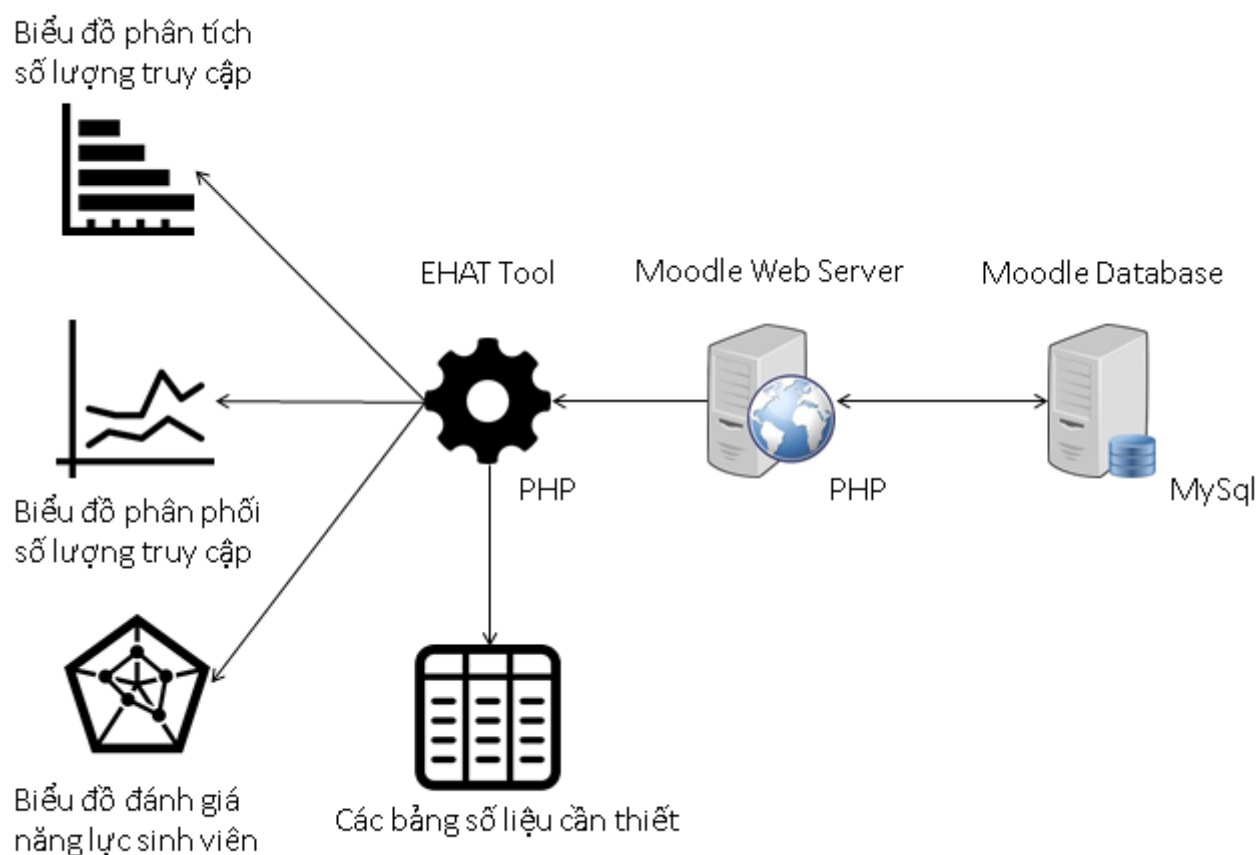 Biểu đồ phân tích
số lượng truy cập
EHAT Tool
Moodle Web Server
Moodle Database
PHP
PHP
MySql
Biểu đồ phân phối
số lượng truy cập
Biểu đồ đánh giá
năng lực sinh viên
Các bảng số liệu cần thiết